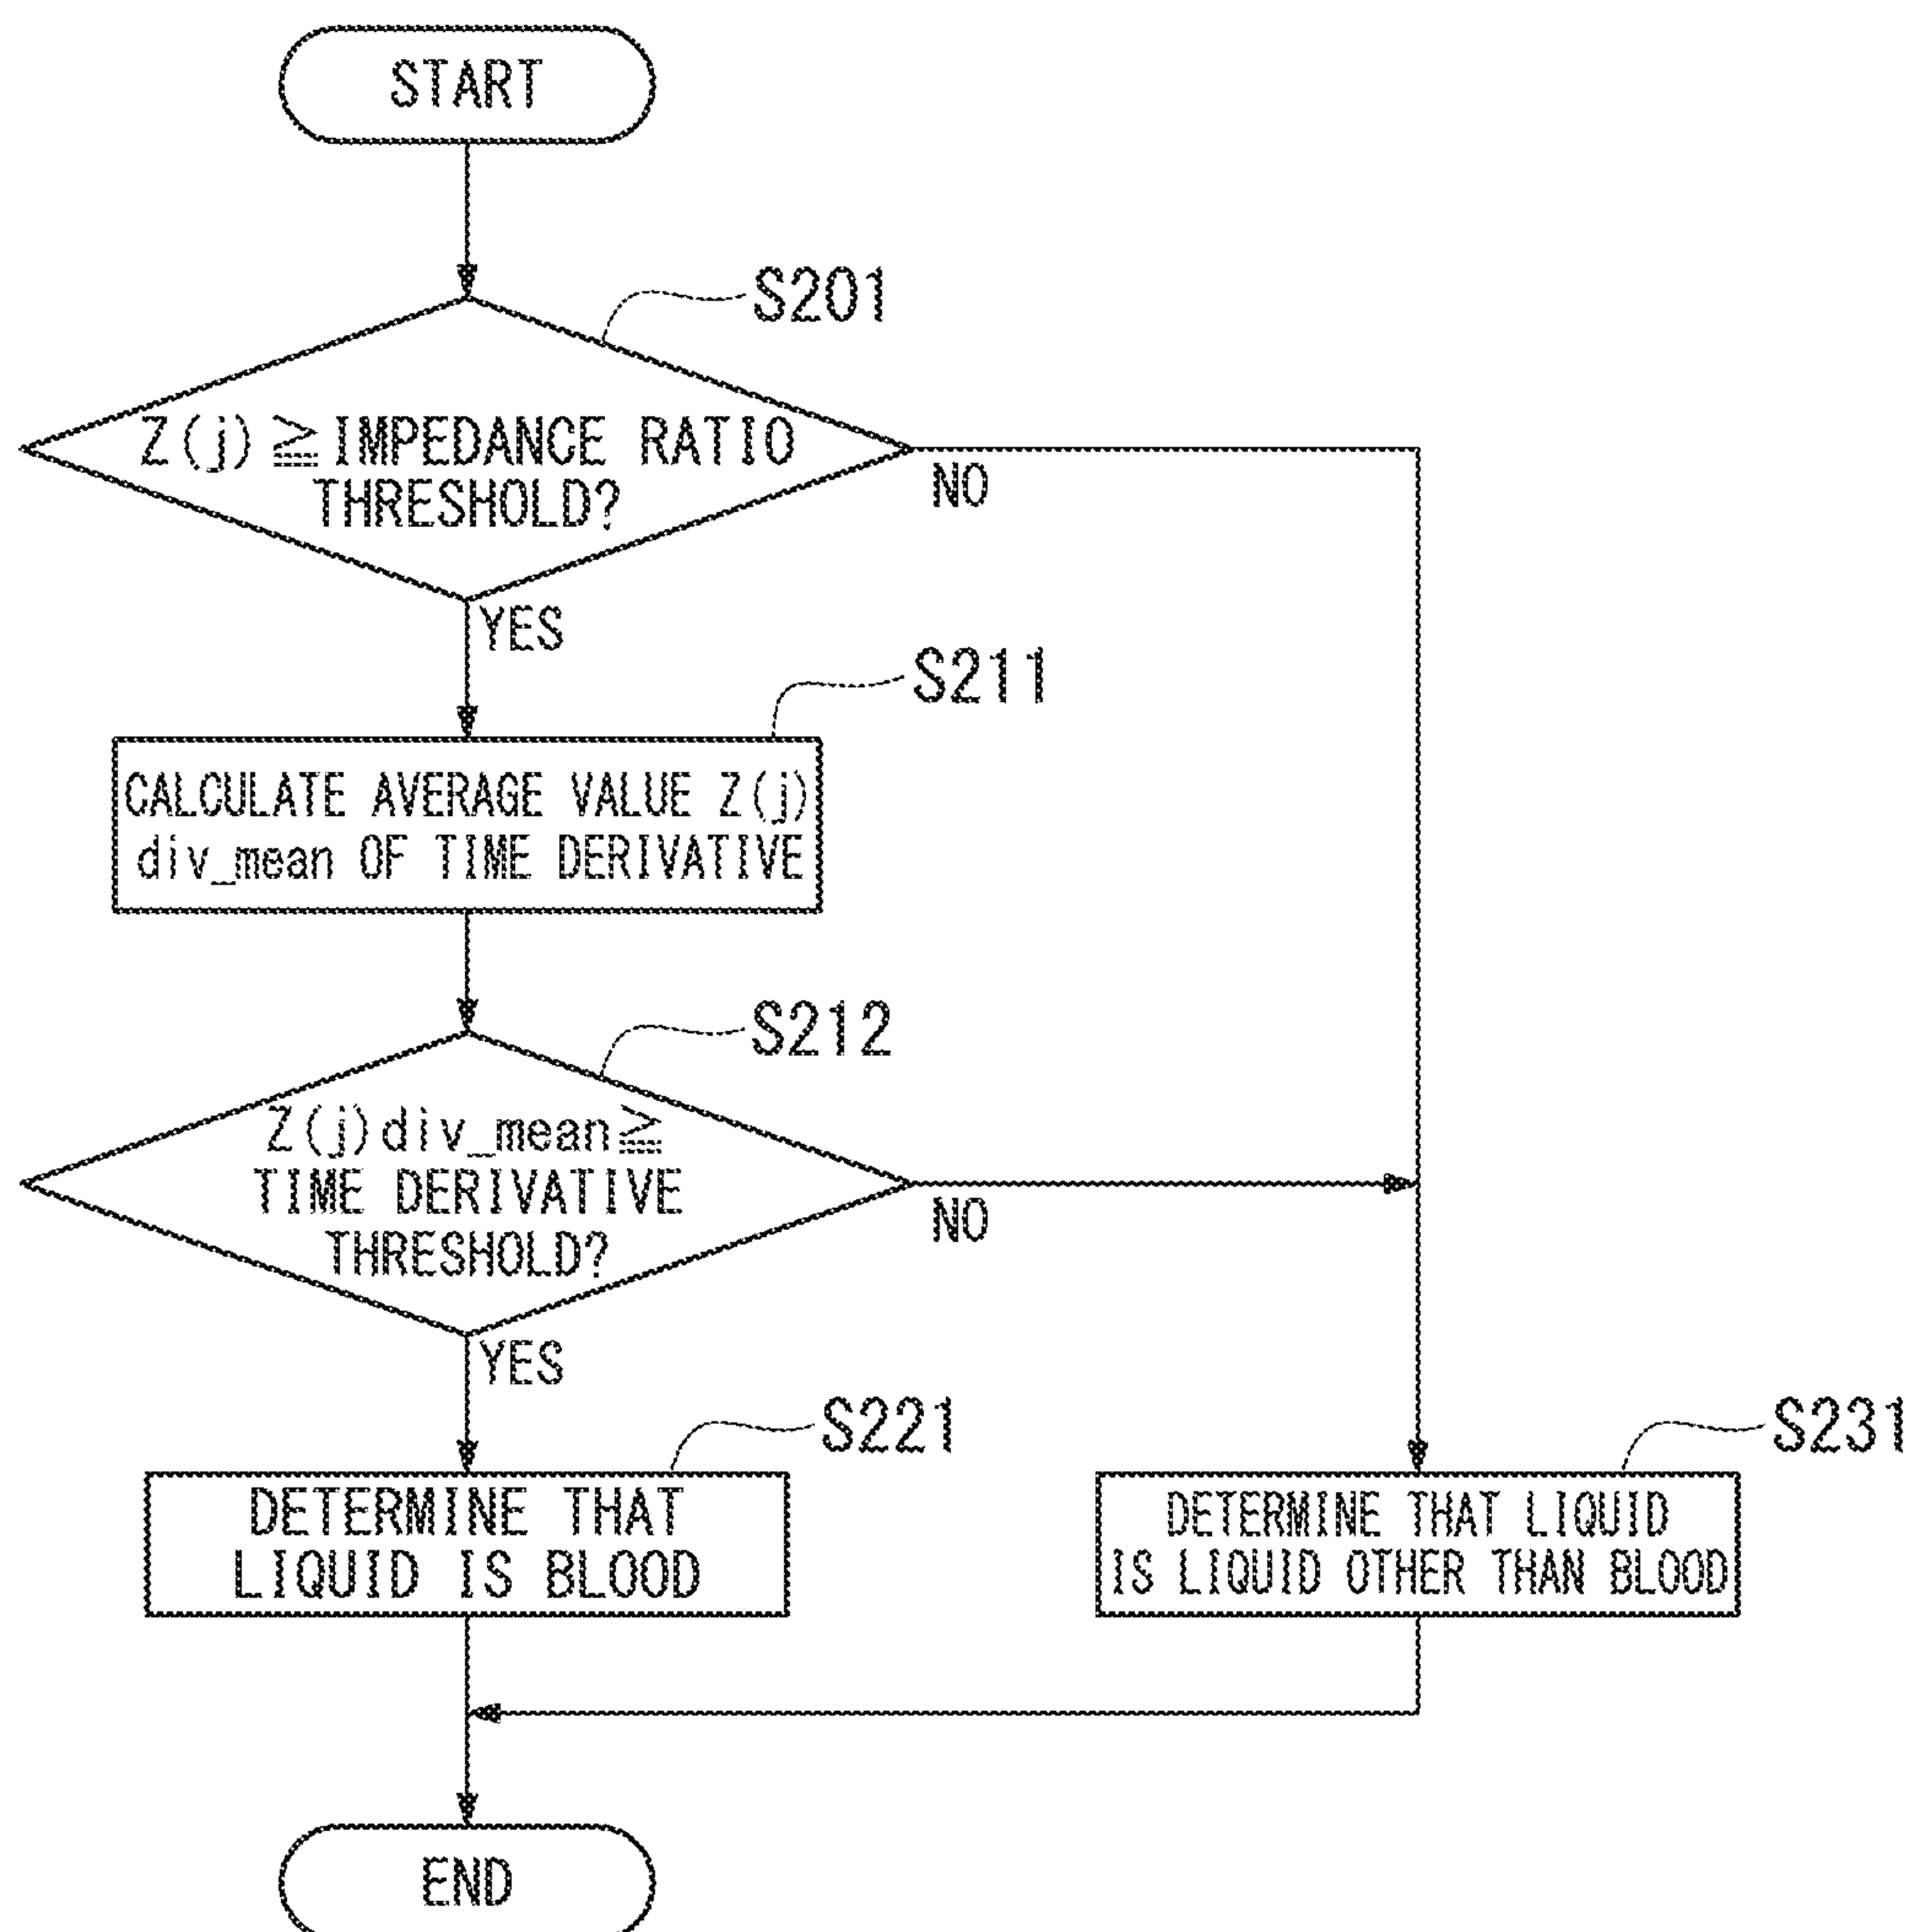 START
S201
Z(j)≧IMPEDANCE RATIO
THRESHOLD?
NO
YES
S211
CALCULATE AVERAGE VALUE Z(j)
div_mean OF TIME DERIVATIVE
S212
Z(j)div_mean≧
TIME DERIVATIVE
THRESHOLD?
NO
YES
S221
DETERMINE THAT
LIQUID IS BLOOD
S231
DETERMINE THAT LIQUID
IS LIQUID OTHER THAN BLOOD
END